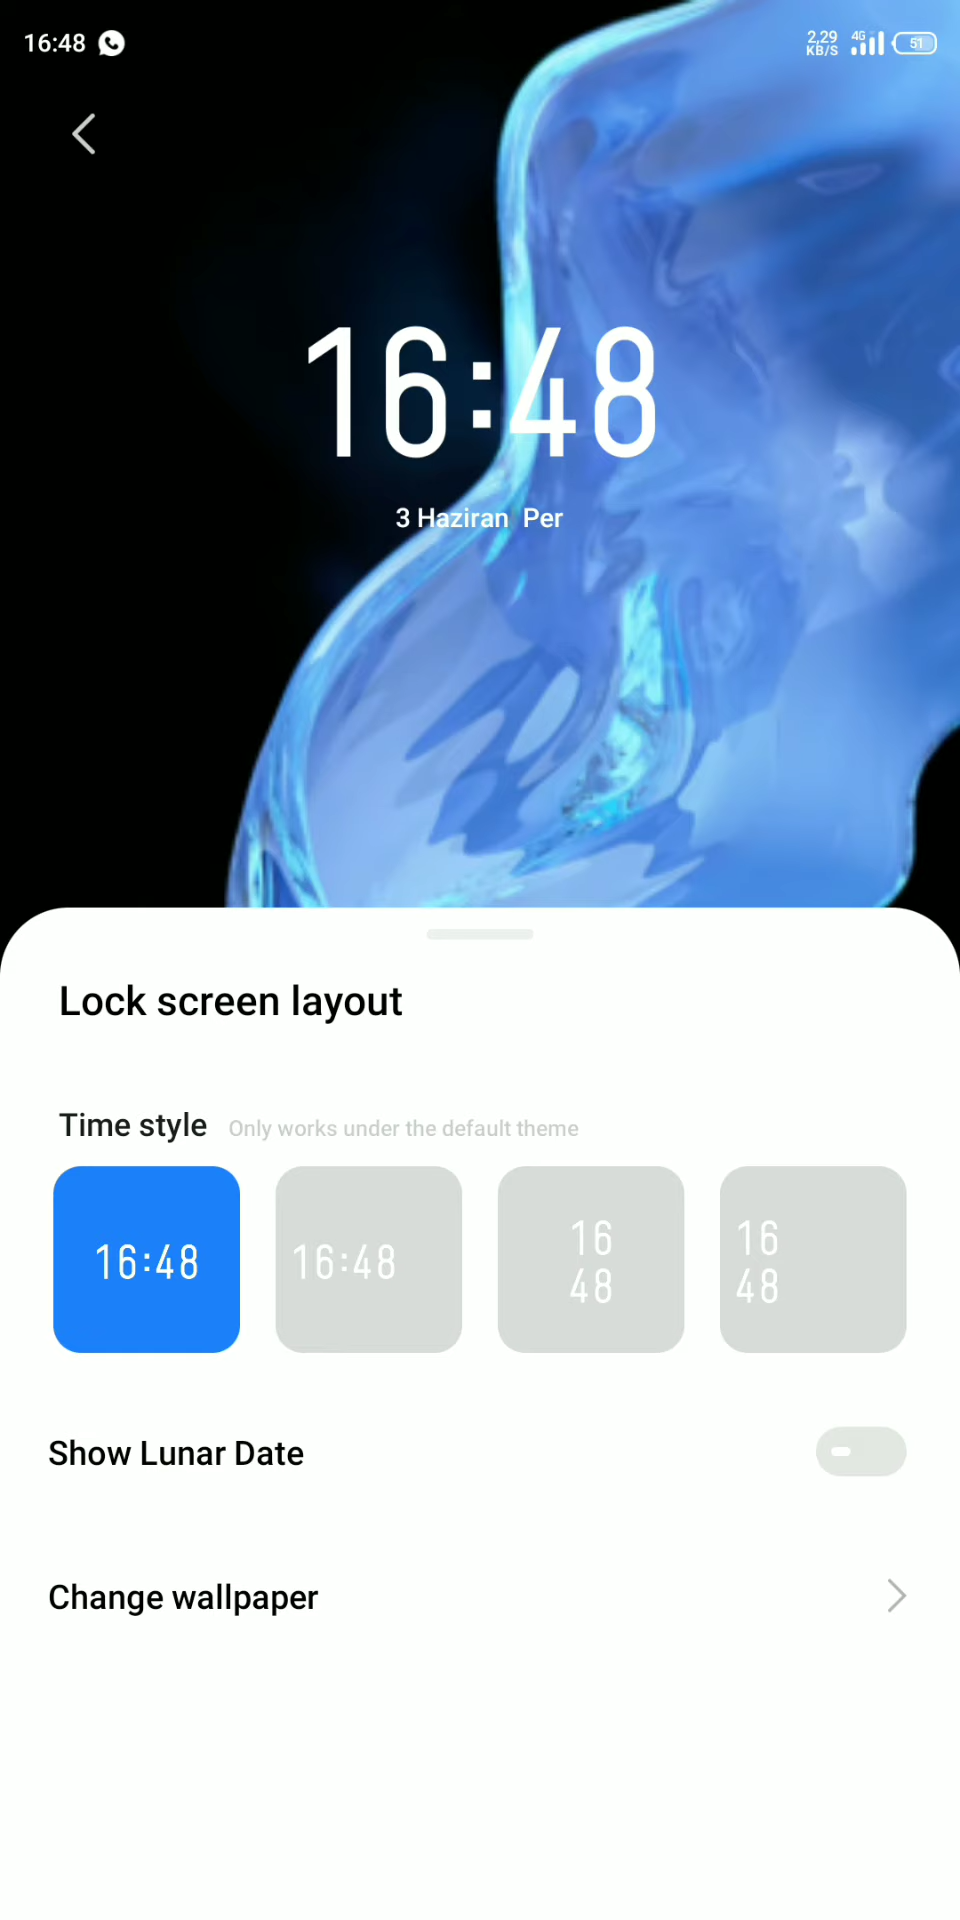 16:48
2,29
KB/S
4G
51
16:48
3 Haziran Per
Lock screen layout
Time style Only works under the default theme
16:48
16:48
16
48
16
48
Show Lunar Date
Change wallpaper